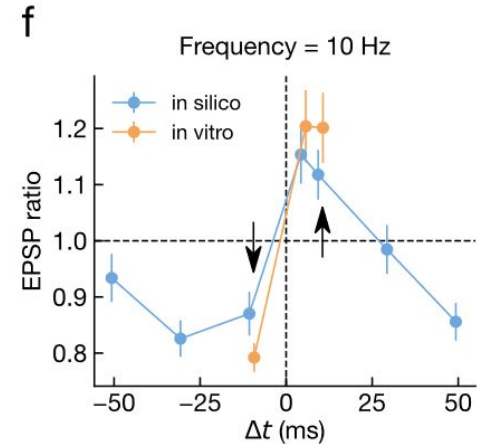 f
Frequency = 10 Hz
in silico
in vitro
EPSP ratio
1.2
1.1
1.0
0.9
0.8
−50
−25
0
25
50
Δt (ms)